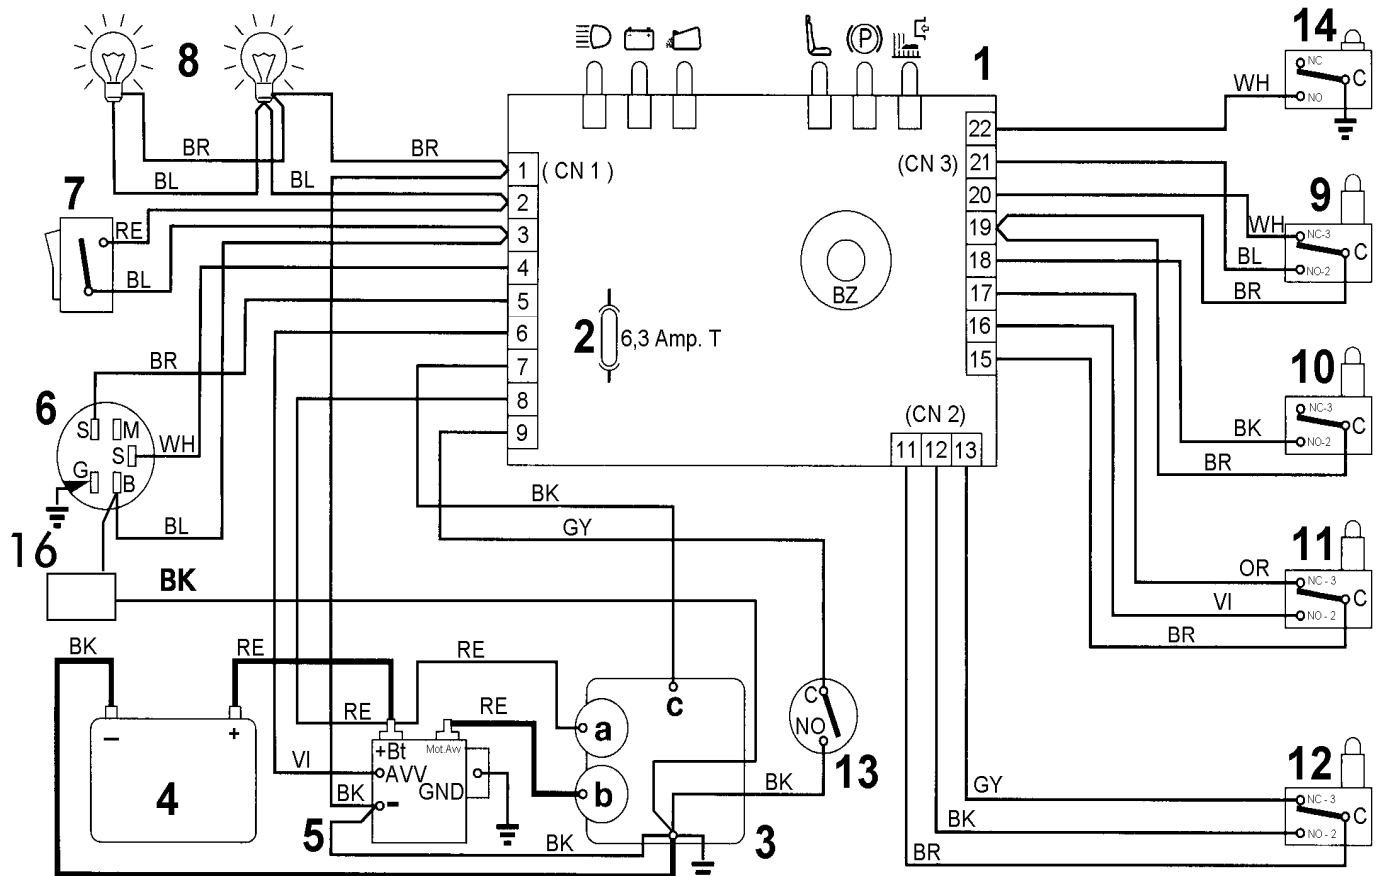 8
1
14
P
NC
C
NO
WH
BR
BR
BL
BL
7
RE
BL
1
( CN 1 )
2
3
4
5
6
7
8
9
2
6,3 Amp. T
BZ
(CN 3)
22
21
20
19
18
17
16
15
(CN 2)
11
12
13
9
WH
NC-3
C
BL
NO-2
BR
10
NC-3
C
BK
NO-2
BR
11
OR
NC - 3
C
VI
NO - 2
BR
12
GY
NC - 3
C
BK
NO - 2
BR
BR
6
S
M
S
WH
G
B
BL
16
BK
BK
GY
BK
RE
RE
RE
RE
4
– +
+Bt
Mot.Avv
VI
AVV
BK
-
GND
5
BK
a
b
c
3
C
NO
13
BK